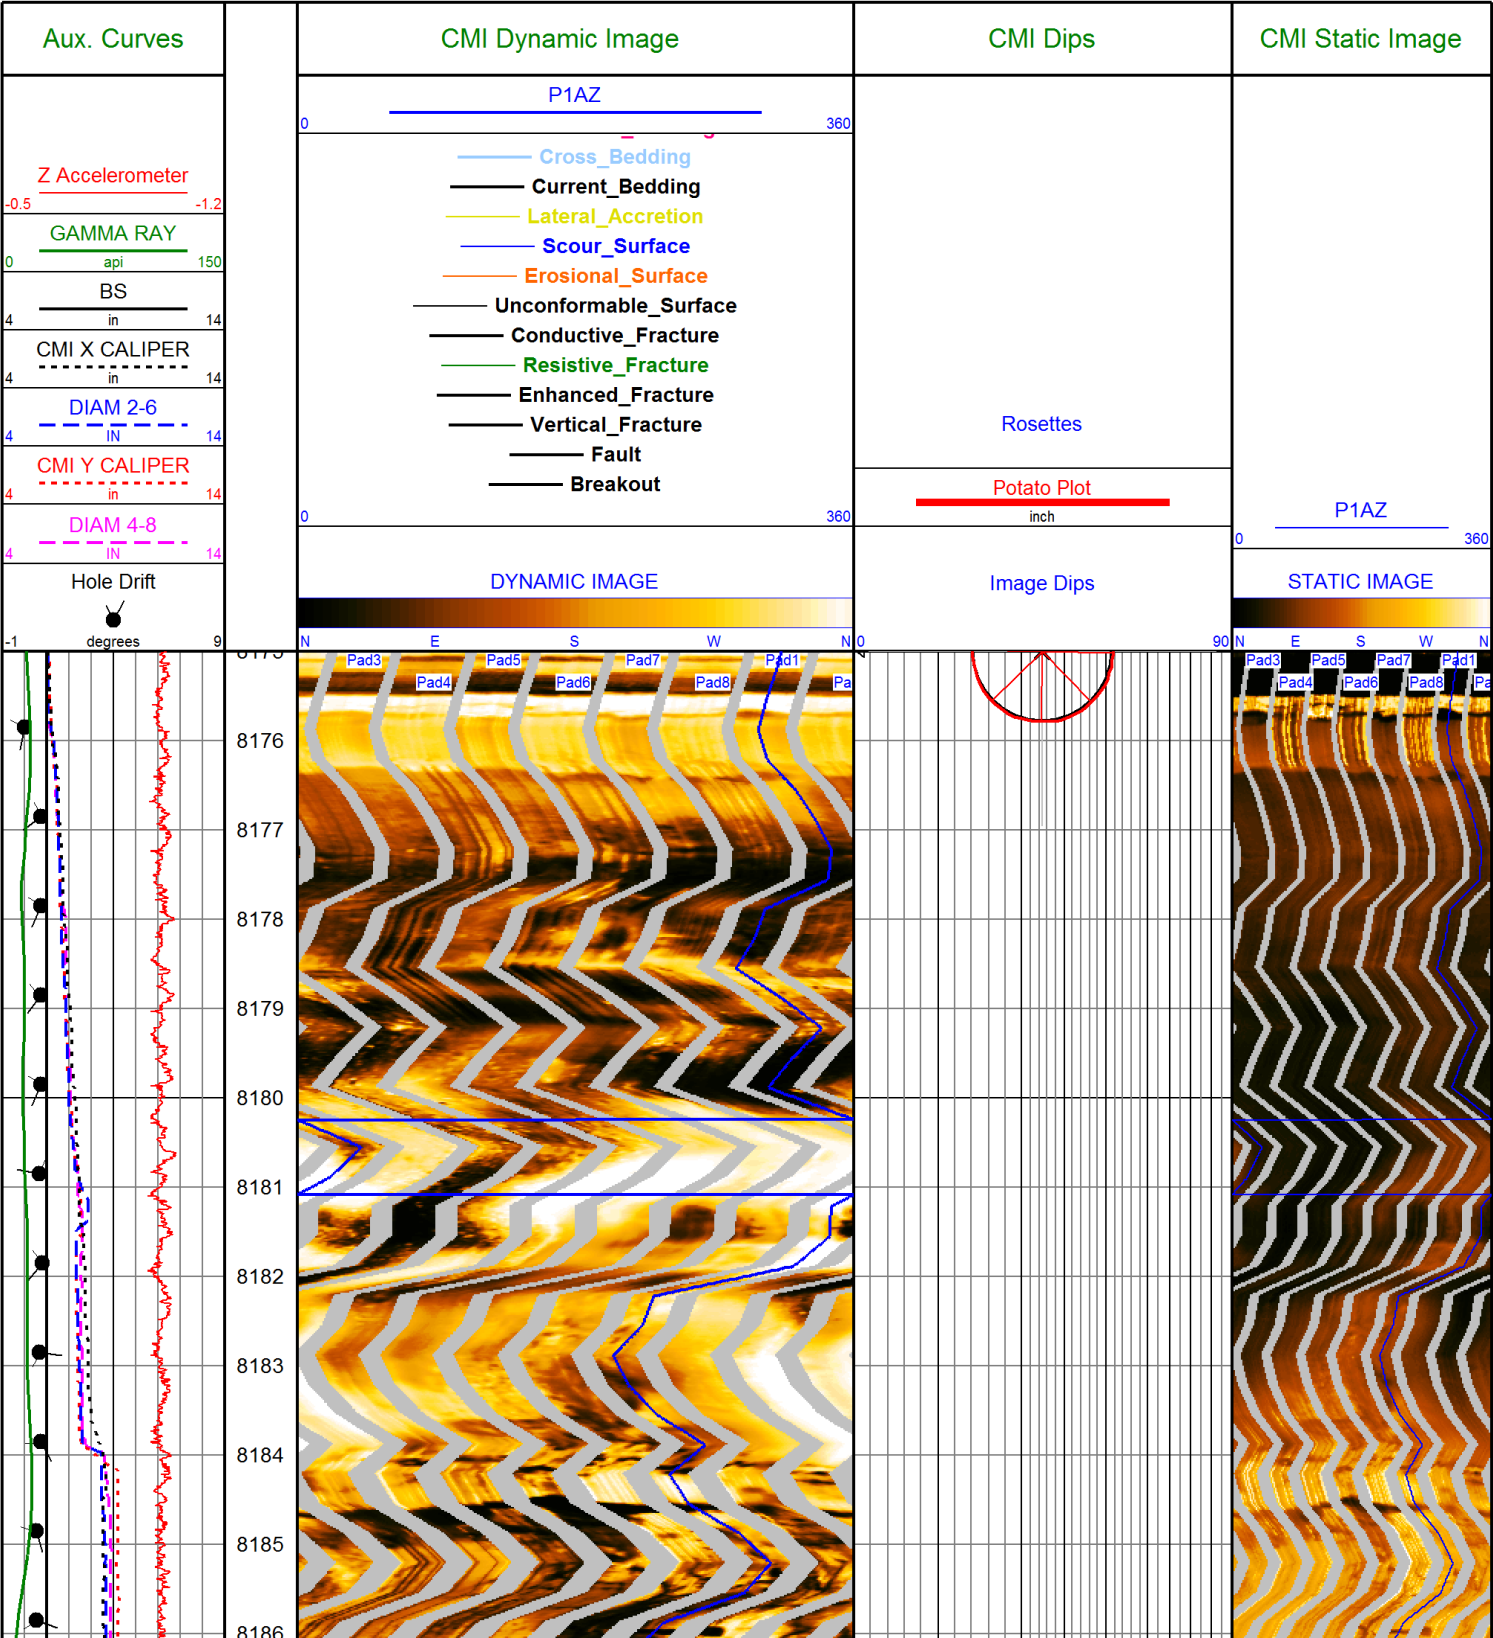 Aux. Curves
CMI Dynamic Image
CMI Dips
CMI Static Image
Z Accelerometer
-0.5 -1.2
GAMMA RAY
0 api 150
BS
4 in 14
CMI X CALIPER
4 in 14
DIAM 2-6
4 IN 14
CMI Y CALIPER
4 in 14
DIAM 4-8
4 IN 14
Hole Drift
-1 degrees 9
P1AZ
0 360
Cross_Bedding
Current_Bedding
Lateral_Accretion
Scour_Surface
Erosional_Surface
Unconformable_Surface
Conductive_Fracture
Resistive_Fracture
Enhanced_Fracture
Vertical_Fracture
Fault
Breakout
0 360
DYNAMIC IMAGE
N E S W N
Rosettes
Potato Plot
inch
Image Dips
0 90
P1AZ
0 360
STATIC IMAGE
N E S W N
Pad3 Pad5 Pad7 Pad1
Pad4 Pad6 Pad8 Pa
Pad3 Pad5 Pad7 Pad1
Pad4 Pad6 Pad8 Pa
8176
8177
8178
8179
8180
8181
8182
8183
8184
8185
8186